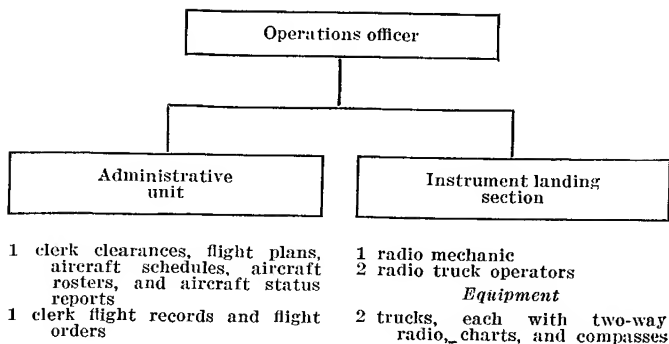 Operations officer
Administrative
unit
Instrument landing
section
1 clerk clearances, flight plans,
aircraft schedules, aircraft
rosters, and aircraft status
reports
1 clerk flight records and flight
orders
1 radio mechanic
2 radio truck operators
Equipment
2 trucks, each with two-way
radio, charts, and compasses